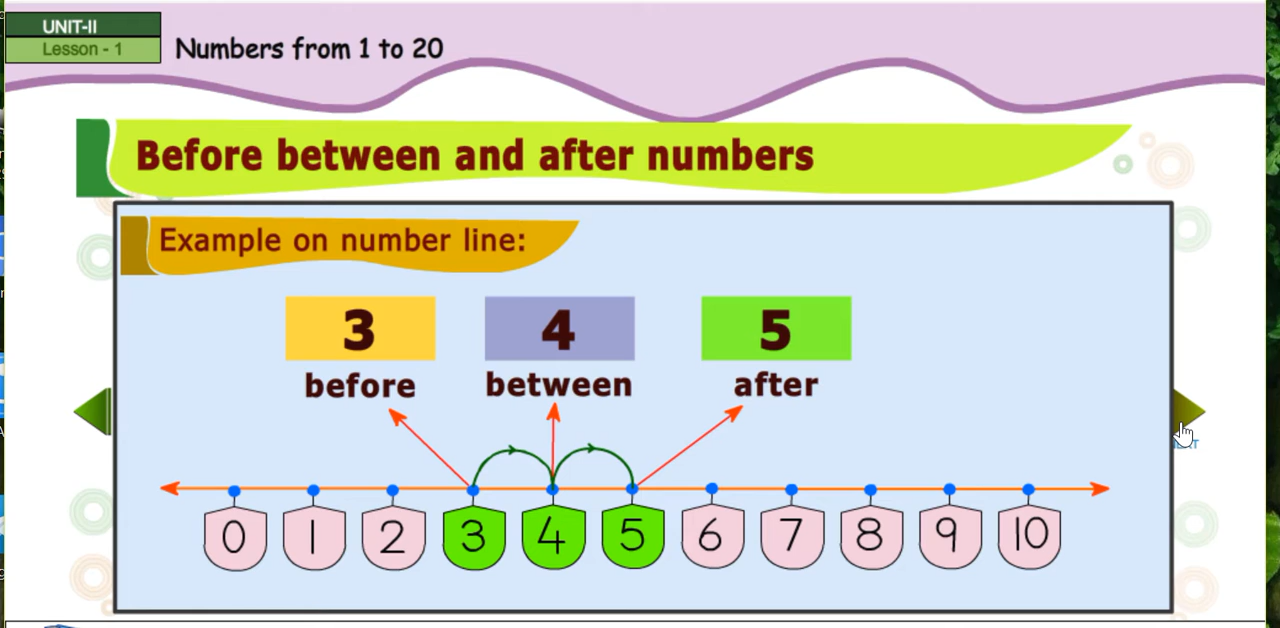 UNIT-II
Lesson - 1
Numbers from 1 to 20
Before between and after numbers
Example on number line:
3 4 5
before between after
0 1 2 3 4 5 6 7 8 9 10